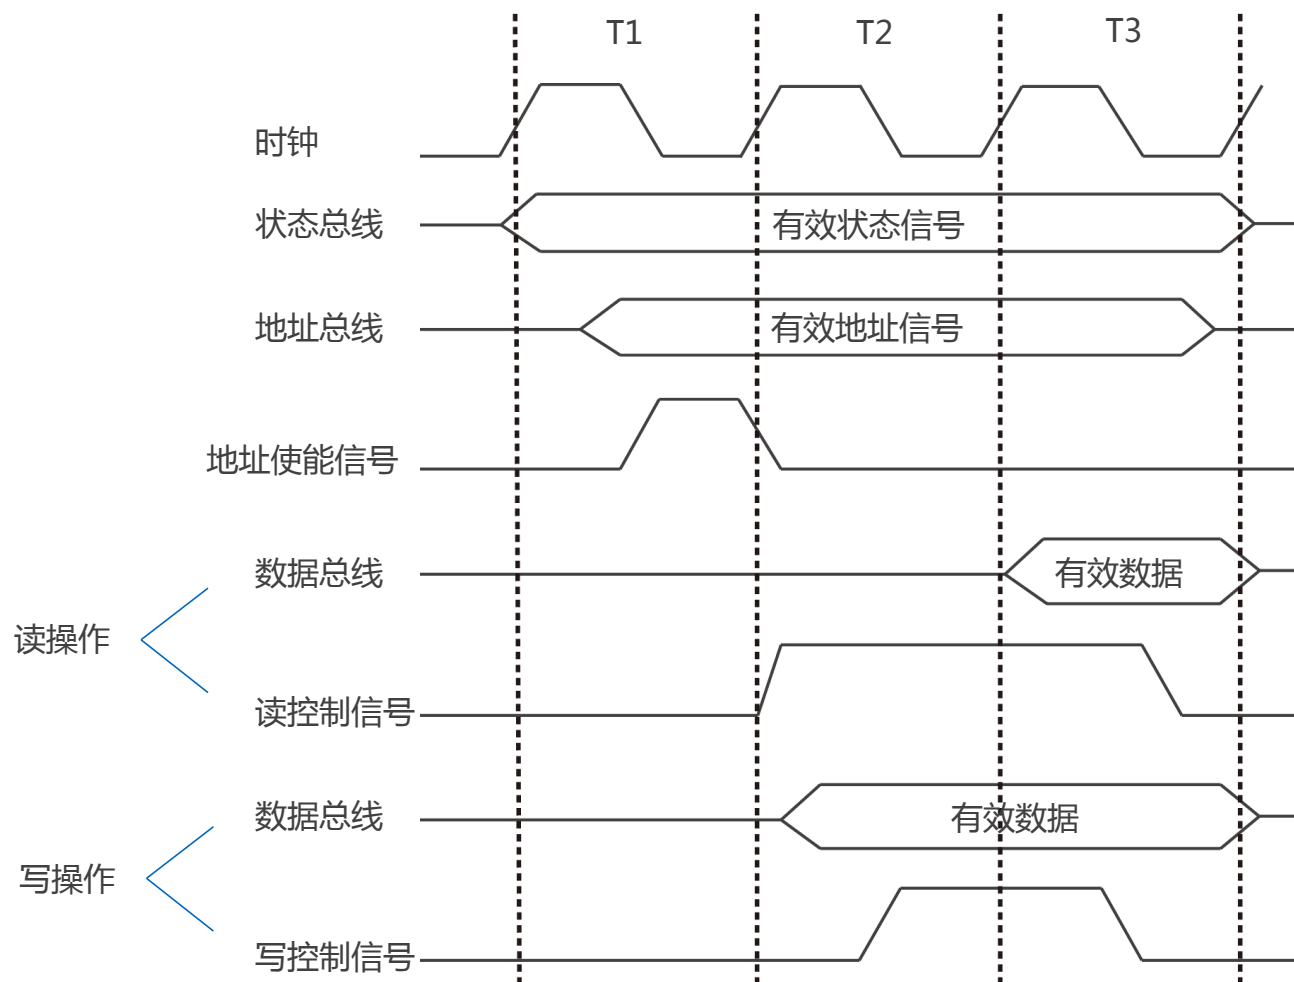 T1
T2
T3
时钟
状态总线
有效状态信号
地址总线
有效地址信号
地址使能信号
数据总线
有效数据
读操作
读控制信号
数据总线
有效数据
写操作
写控制信号